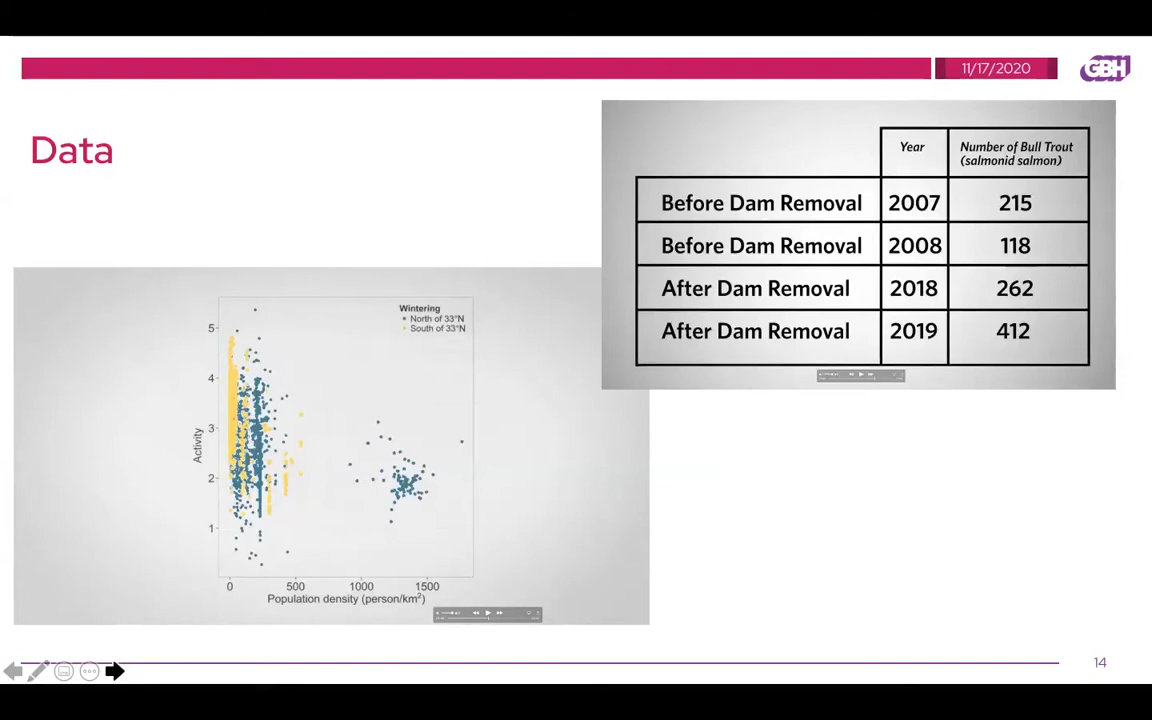 11/17/2020
GBH
Data
Year
Number of Bull Trout
(salmonid salmon)
Before Dam Removal 2007 215
Before Dam Removal 2008 118
After Dam Removal 2018 262
After Dam Removal 2019 412
Wintering
North of 33°N
South of 33°N
5
4
3
2
1
Activity
0 500 1000 1500
Population density (person/km²)
14